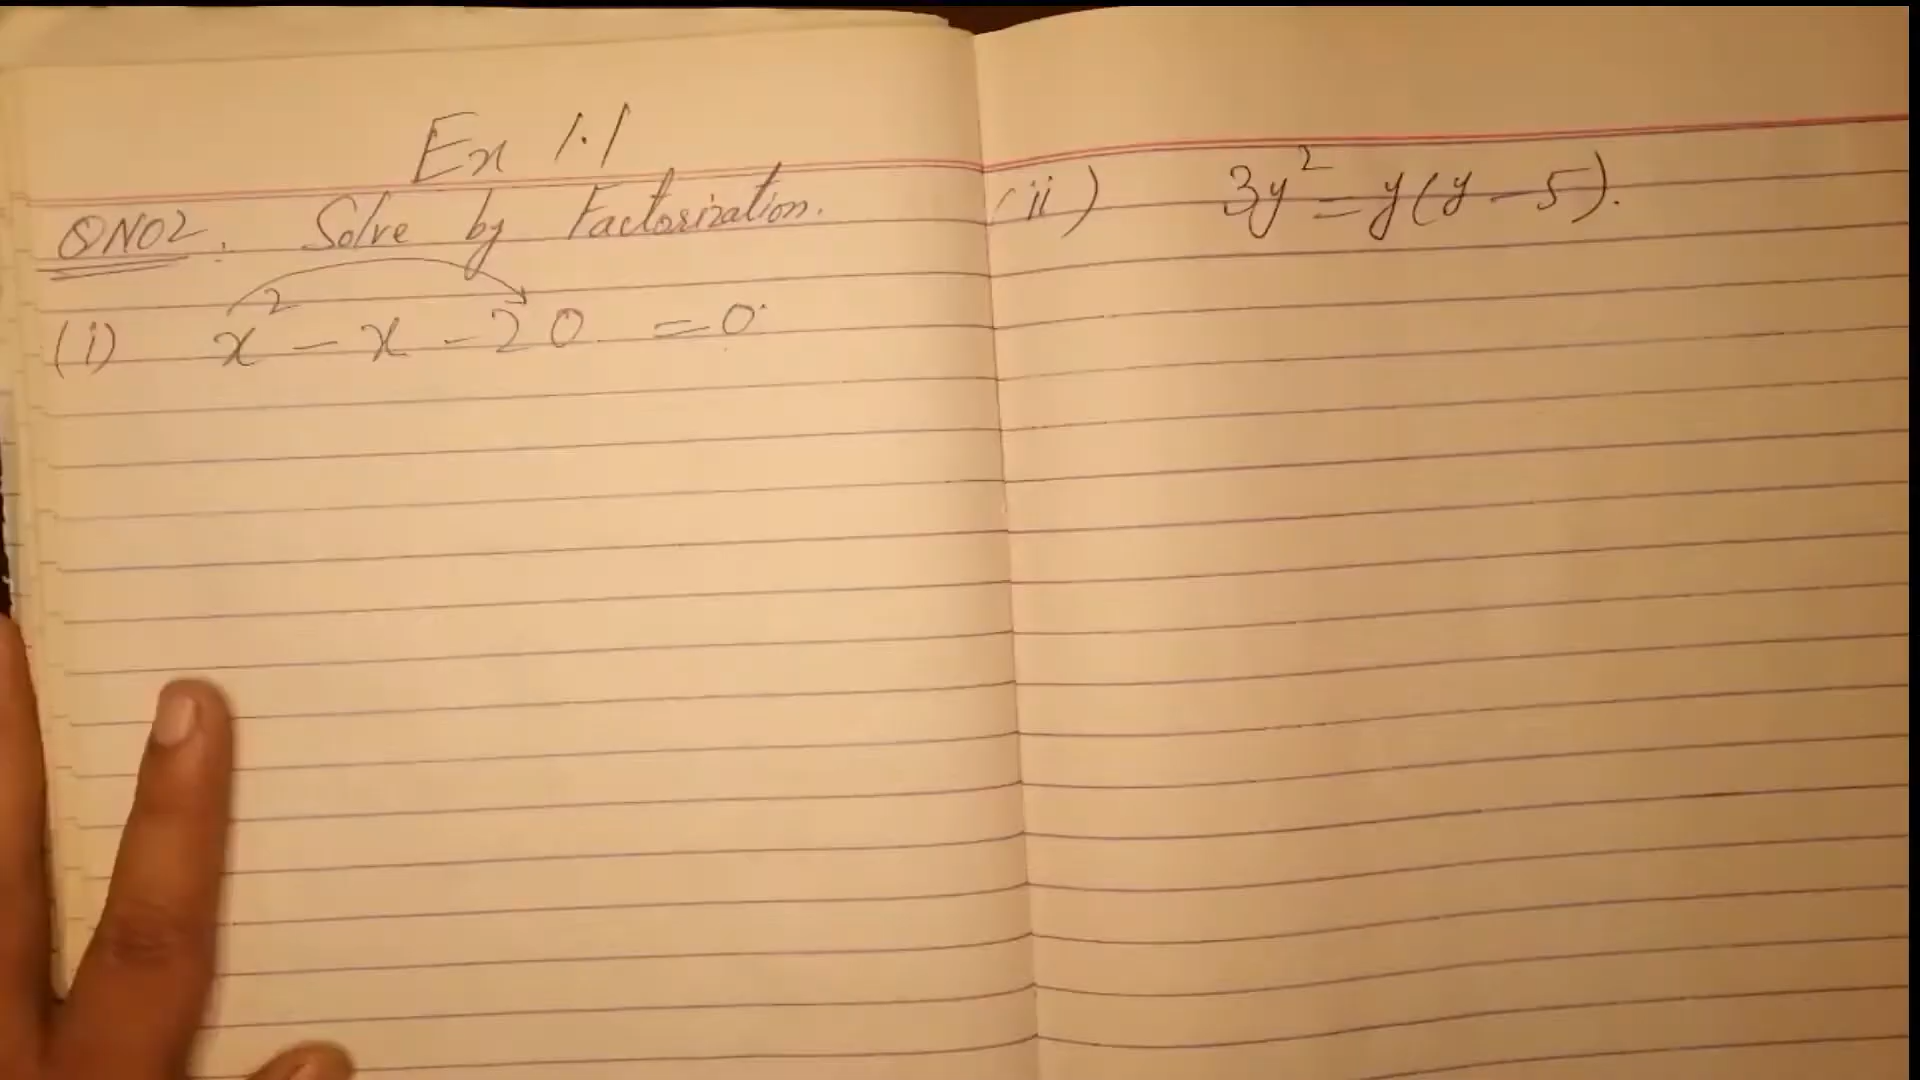 Ex 1.1
QNO2. Solve by Factorization.
(i) x² - x - 20 = 0
(ii) 3y² = y(y - 5).